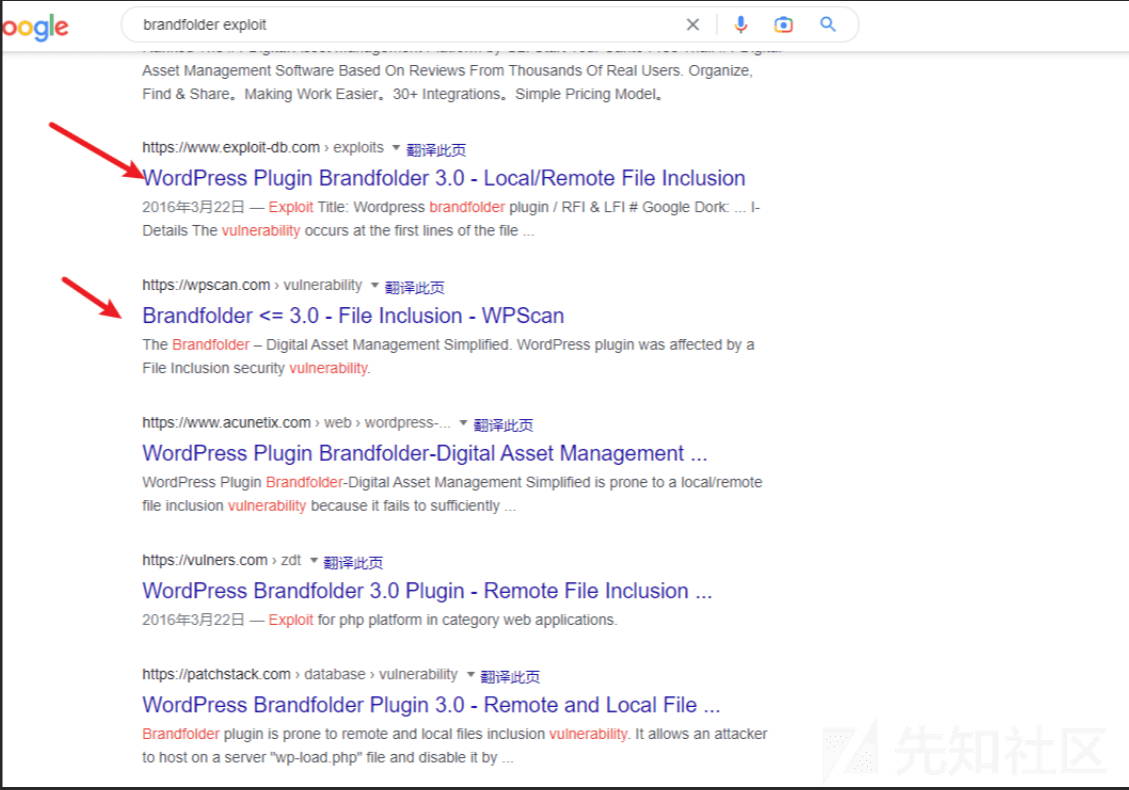 oogle
brandfolder exploit
Asset Management Software Based On Reviews From Thousands Of Real Users. Organize,
Find & Share。Making Work Easier。30+ Integrations。Simple Pricing Model。
https://www.exploit-db.com › exploits 翻译此页
WordPress Plugin Brandfolder 3.0 - Local/Remote File Inclusion
2016年3月22日 — Exploit Title: Wordpress brandfolder plugin / RFI & LFI # Google Dork: ... I-
Details The vulnerability occurs at the first lines of the file ...
https://wpscan.com › vulnerability 翻译此页
Brandfolder <= 3.0 - File Inclusion - WPScan
The Brandfolder – Digital Asset Management Simplified. WordPress plugin was affected by a
File Inclusion security vulnerability.
https://www.acunetix.com › web › wordpress-... 翻译此页
WordPress Plugin Brandfolder-Digital Asset Management ...
WordPress Plugin Brandfolder-Digital Asset Management Simplified is prone to a local/remote
file inclusion vulnerability because it fails to sufficiently ...
https://vulners.com › zdt 翻译此页
WordPress Brandfolder 3.0 Plugin - Remote File Inclusion ...
2016年3月22日 — Exploit for php platform in category web applications.
https://patchstack.com › database › vulnerability 翻译此页
WordPress Brandfolder Plugin 3.0 - Remote and Local File ...
Brandfolder plugin is prone to remote and local files inclusion vulnerability. It allows an attacker
to host on a server "wp-load.php" file and disable it by ...
先知社区